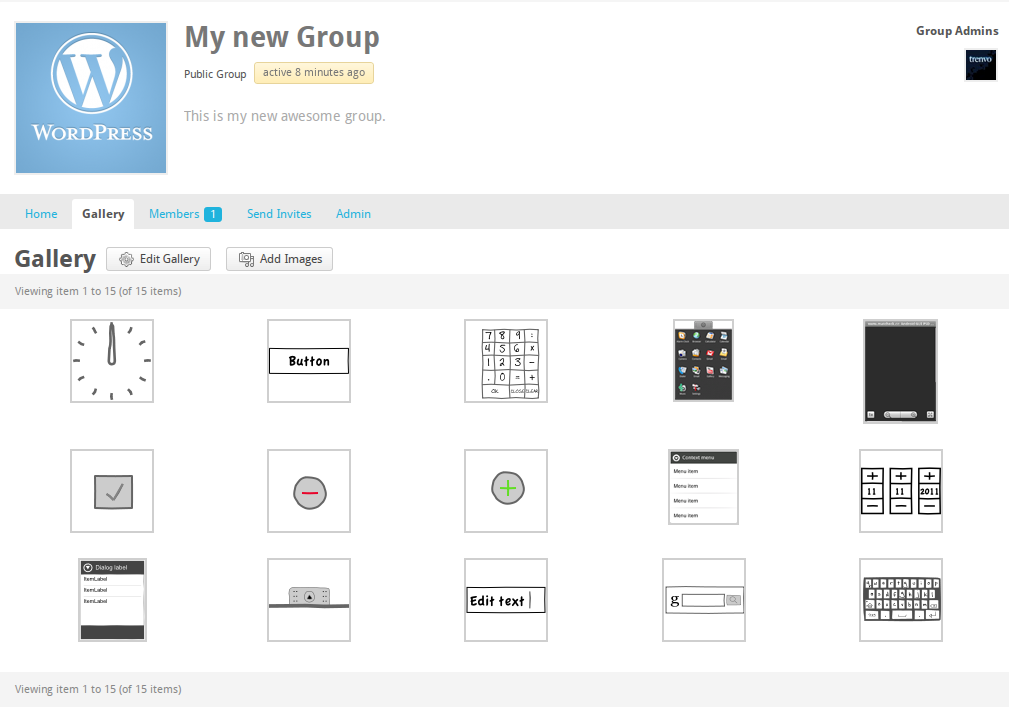 My new Group
Group Admins
WORDPRESS
Public Group active 8 minutes ago
trenvo
This is my new awesome group.
Home Gallery Members 1 Send Invites Admin
Gallery Edit Gallery Add Images
Viewing item 1 to 15 (of 15 items)
Button
7 8 9 :
4 5 6 x
1 2 3 -
. 0 = +
OK CLOSE CLEAR
Context menu
Menu item
Menu item
Menu item
Menu item
+ + +
11 11 2011
- - -
Dialog label
ItemLabel
ItemLabel
ItemLabel
Edit text
g
Viewing item 1 to 15 (of 15 items)